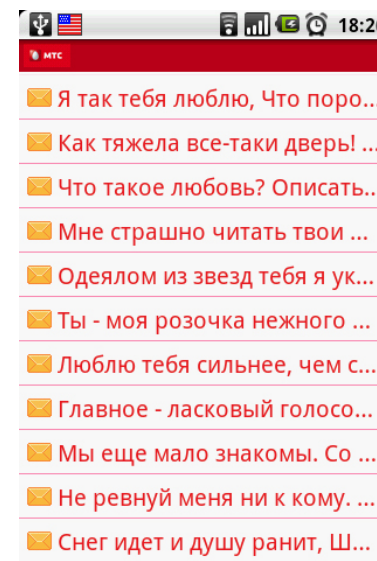 18:20
МТС
Я так тебя люблю, Что поро...
Как тяжела все-таки дверь! ...
Что такое любовь? Описать...
Мне страшно читать твои ...
Одеялом из звезд тебя я ук...
Ты - моя розочка нежного ...
Люблю тебя сильнее, чем с...
Главное - ласковый голосо...
Мы еще мало знакомы. Со ...
Не ревнуй меня ни к кому. ...
Снег идет и душу ранит, Ш...